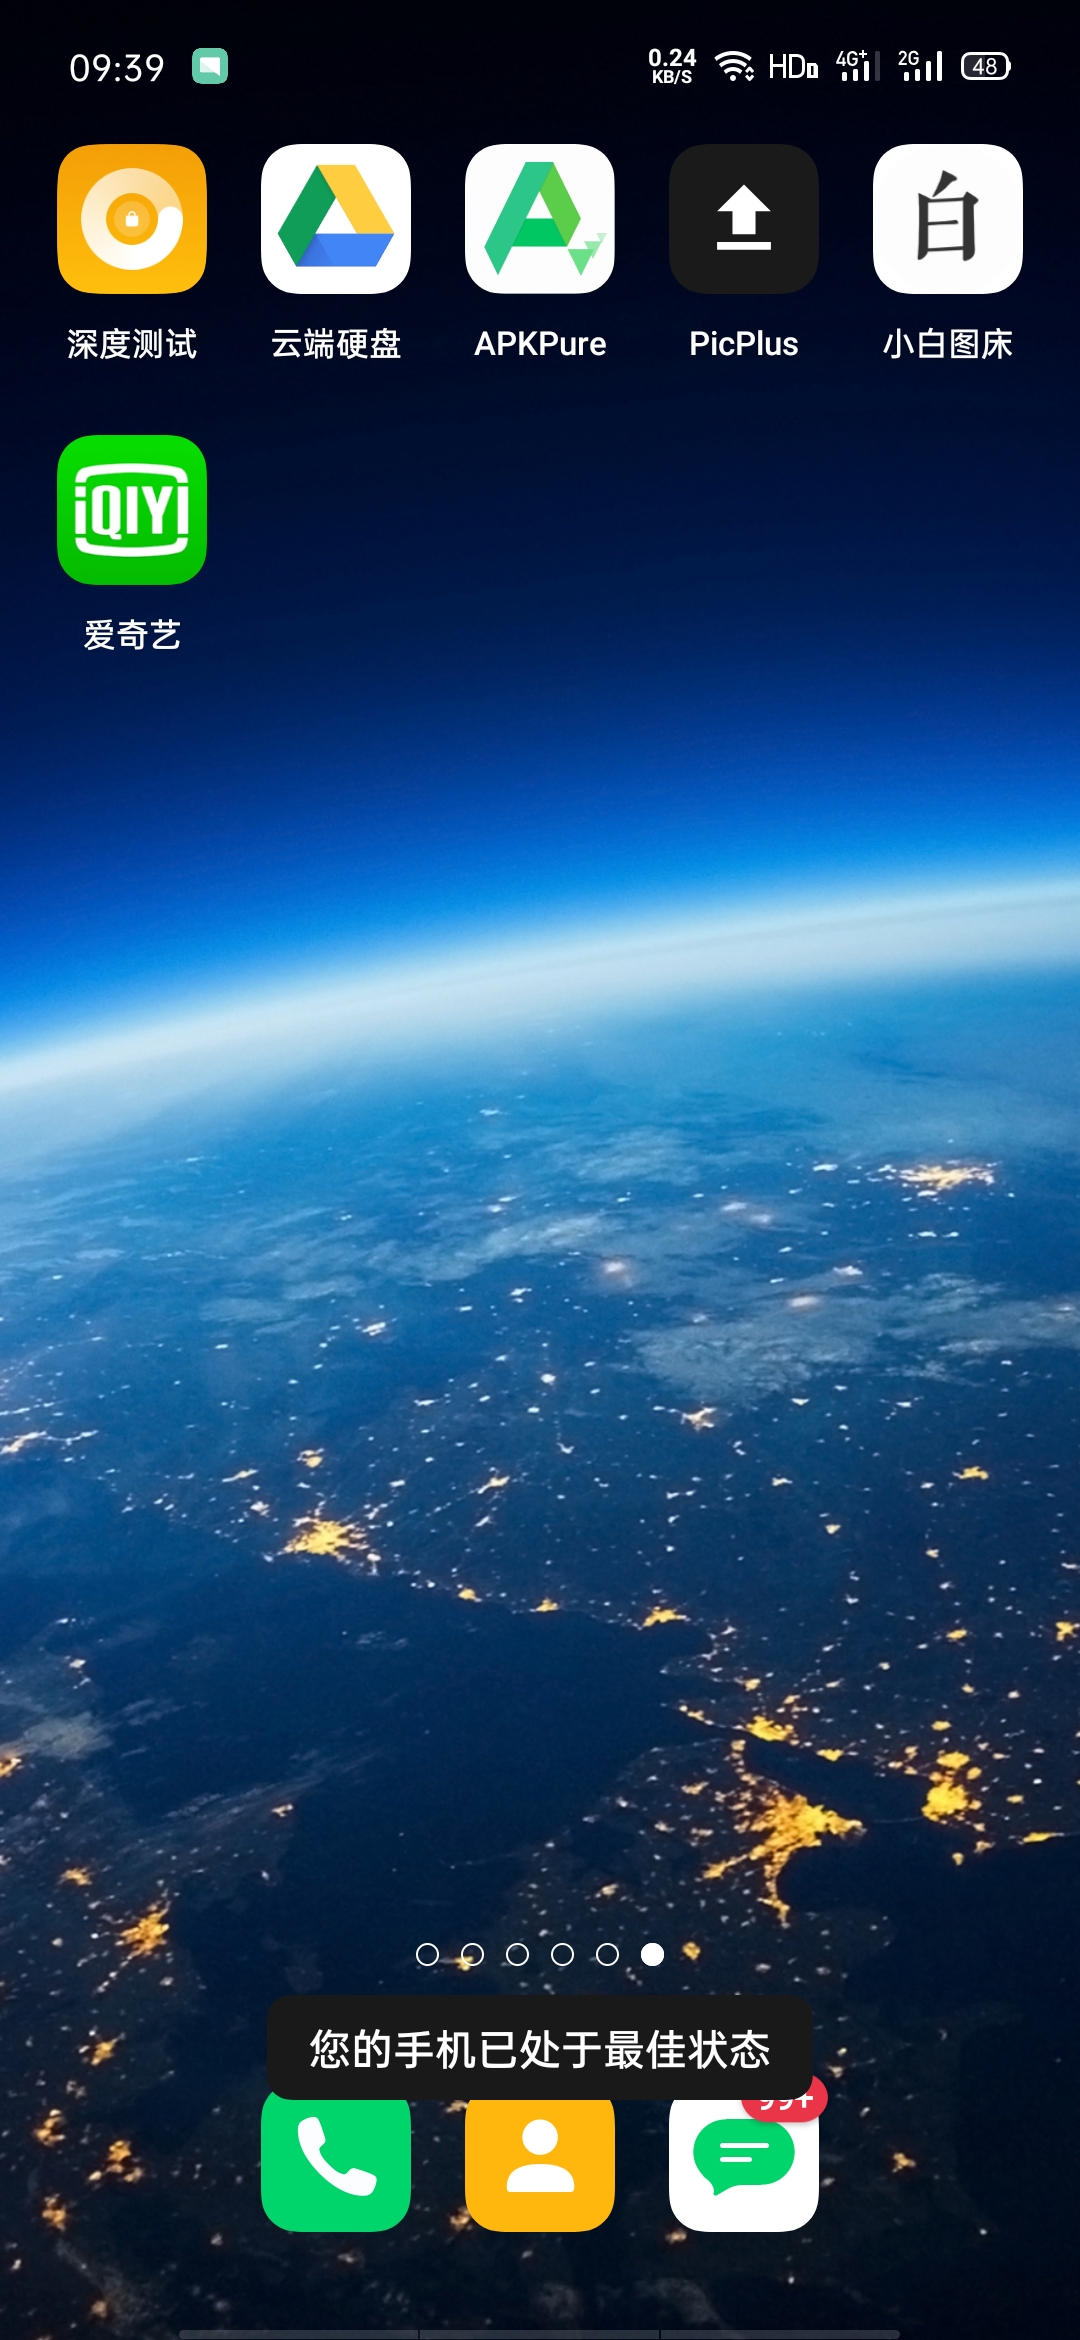 09:39
0.24
KB/S
HD
4G+
2G
48
白
深度测试
云端硬盘
APKPure
PicPlus
小白图床
iQIYI
爱奇艺
您的手机已处于最佳状态
99+